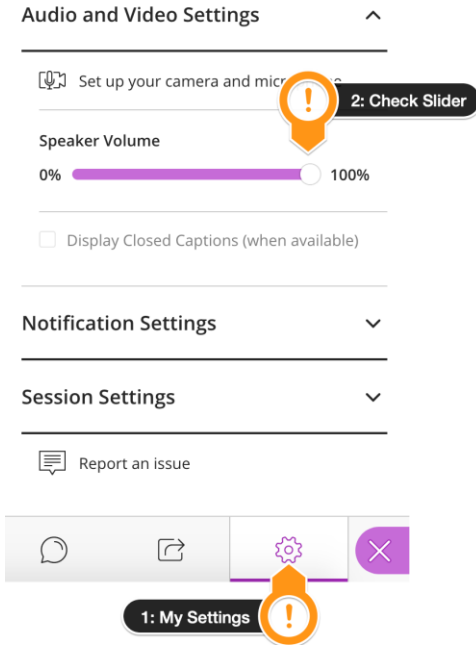 Audio and Video Settings
Set up your camera and microphone
!
2: Check Slider
Speaker Volume
0%
100%
Display Closed Captions (when available)
Notification Settings
Session Settings
Report an issue
1: My Settings
!